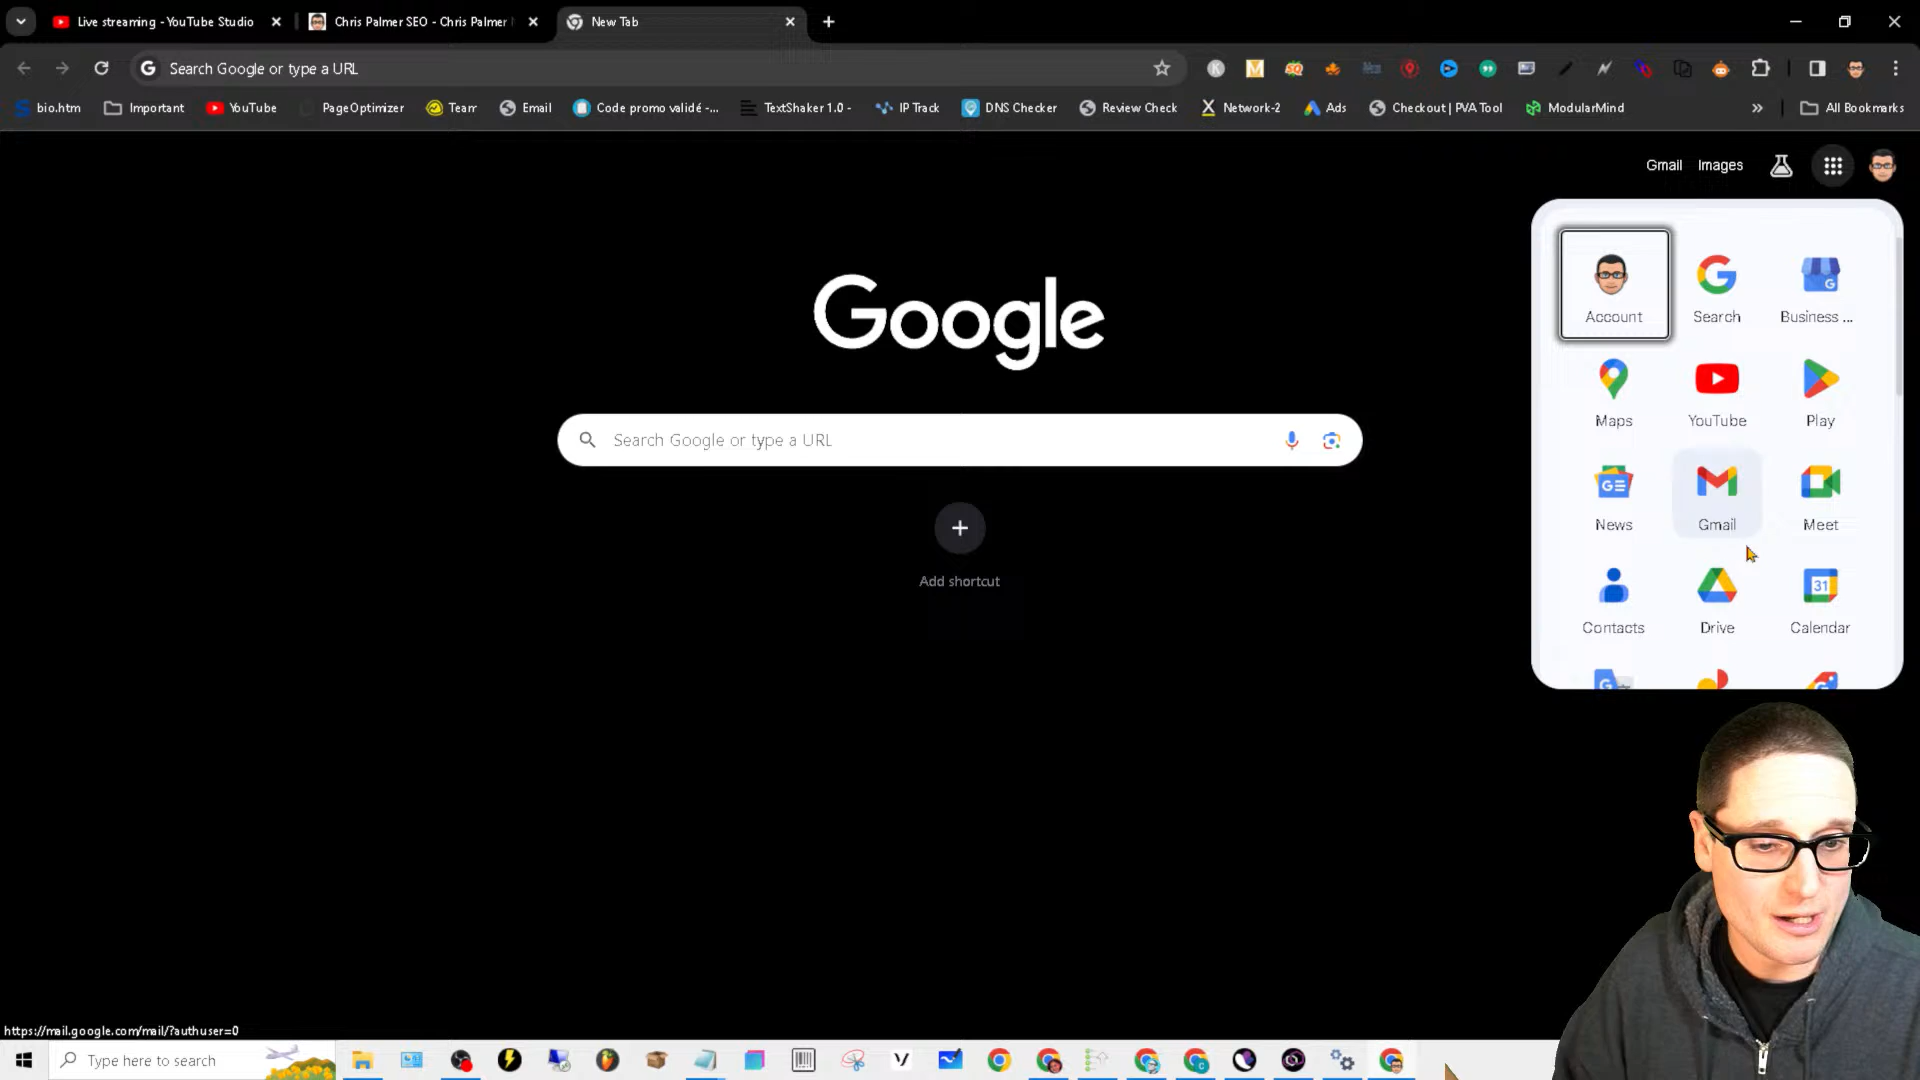 Live streaming - YouTube Studio
Chris Palmer SEO - Chris Palmer
New Tab
Search Google or type a URL
bio.htm
Important
YouTube
PageOptimizer
Team
Email
Code promo validé -...
TextShaker 1.0 -
IP Track
DNS Checker
Review Check
Network-2
Ads
Checkout | PVA Tool
ModularMind
»
All Bookmarks
Gmail
Images
Google
Search Google or type a URL
Add shortcut
Account
Search
Business ...
Maps
YouTube
Play
News
Gmail
Meet
Contacts
Drive
31
Calendar
https://mail.google.com/mail/?authuser=0
Type here to search